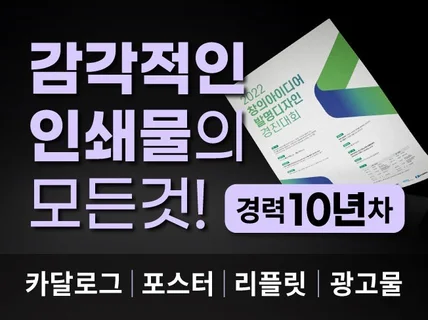 감각적인
인쇄물의
모든것!
경력10년차
2022
창의아이디어
발명디자인
경진대회
카달로그 | 포스터 | 리플릿 | 광고물